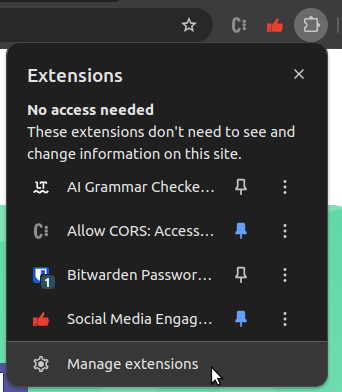 Extensions
No access needed
These extensions don't need to see and
change information on this site.
LT AI Grammar Checke...
C: Allow CORS: Access...
1 Bitwarden Passwor...
Social Media Engag...
Manage extensions